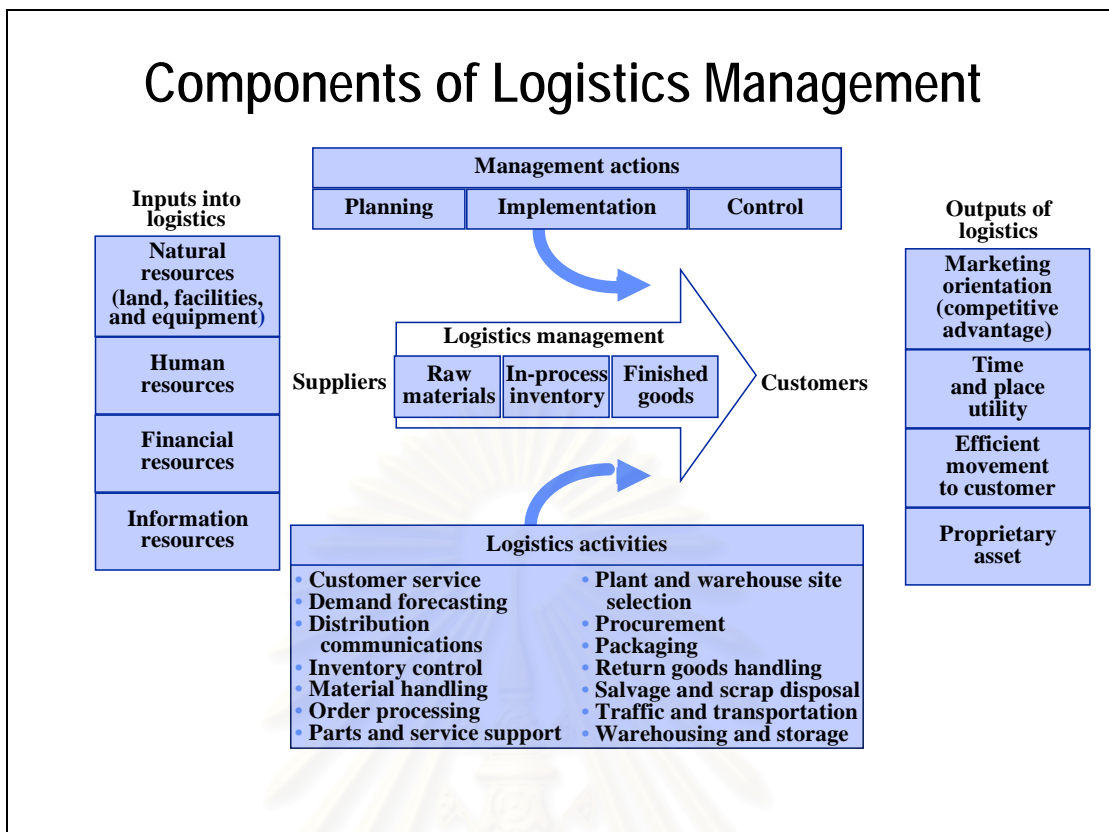 Components of Logistics Management
Management actions
Planning
Implementation
Control
Inputs into
logistics
Natural
resources
(land, facilities,
and equipment)
Human
resources
Financial
resources
Information
resources
Suppliers
Logistics management
Raw
materials
In-process
inventory
Finished
goods
Customers
Outputs of
logistics
Marketing
orientation
(competitive
advantage)
Time
and place
utility
Efficient
movement
to customer
Proprietary
asset
Logistics activities
• Customer service
• Demand forecasting
• Distribution
communications
• Inventory control
• Material handling
• Order processing
• Parts and service support
• Plant and warehouse site
selection
• Procurement
• Packaging
• Return goods handling
• Salvage and scrap disposal
• Traffic and transportation
• Warehousing and storage